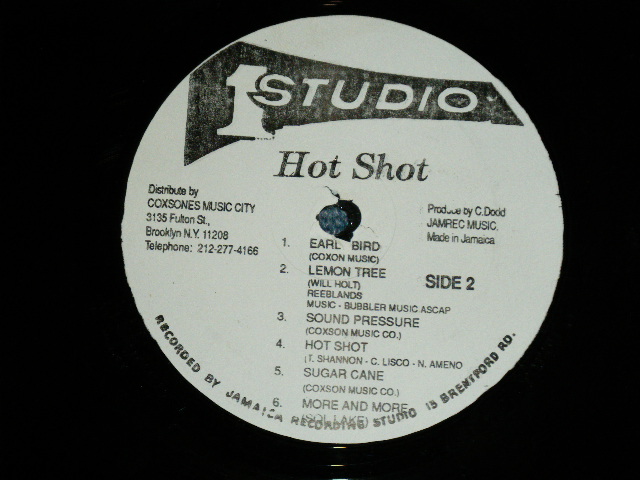 1 STUDIO
Hot Shot
Distribute by
COXSONES MUSIC CITY
3135 Fulton St.,
Brooklyn N.Y. 11208
Telephone: 212-277-4166
Produce by C.Dodd
JAMREC MUSIC.
Made in Jamaica
SIDE 2
1. EARL BIRD
(COXON MUSIC)
2. LEMON TREE
(WILL HOLT)
REEBLANDS
MUSIC - BUBBLER MUSIC ASCAP
3. SOUND PRESSURE
(COXSON MUSIC CO.)
4. HOT SHOT
(T. SHANNON - C. LISCO - N. AMENO
5. SUGAR CANE
(COXSON MUSIC CO.)
6. MORE AND MORE
(SOL LAKE)
RECORDED BY JAMAICA RECORDING STUDIO 13 BRENTFORD RD.